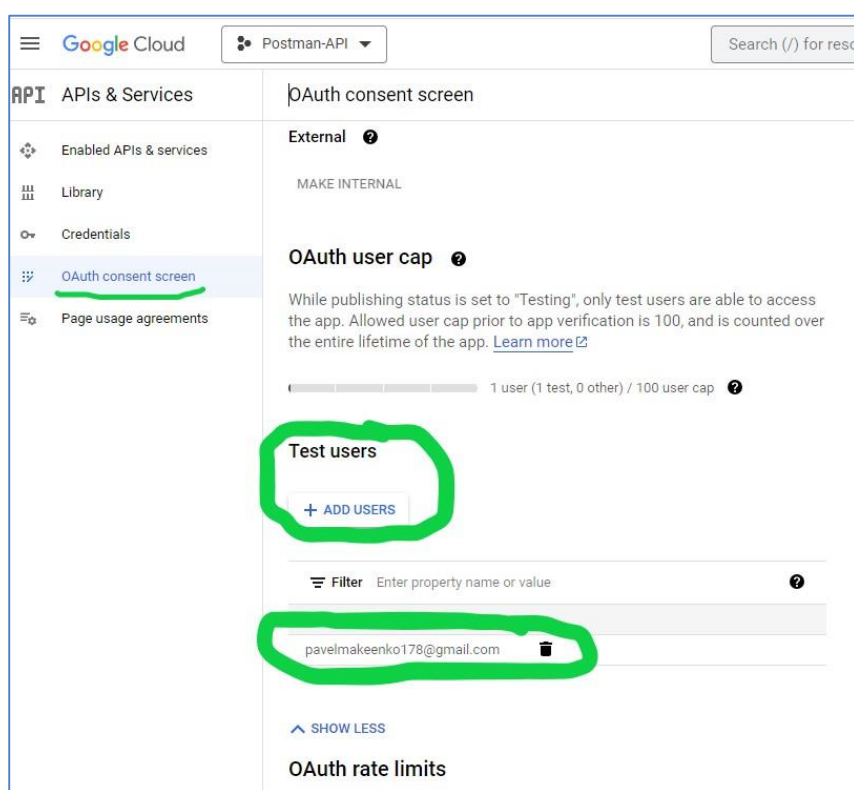 Google Cloud
Postman-API
Search (/) for reso
API APIs & Services
OAuth consent screen
Enabled APIs & services
Library
Credentials
OAuth consent screen
Page usage agreements
External
MAKE INTERNAL
OAuth user cap
While publishing status is set to "Testing", only test users are able to access
the app. Allowed user cap prior to app verification is 100, and is counted over
the entire lifetime of the app. Learn more
1 user (1 test, 0 other) / 100 user cap
Test users
+ ADD USERS
Filter Enter property name or value
pavelmakeenko178@gmail.com
SHOW LESS
OAuth rate limits